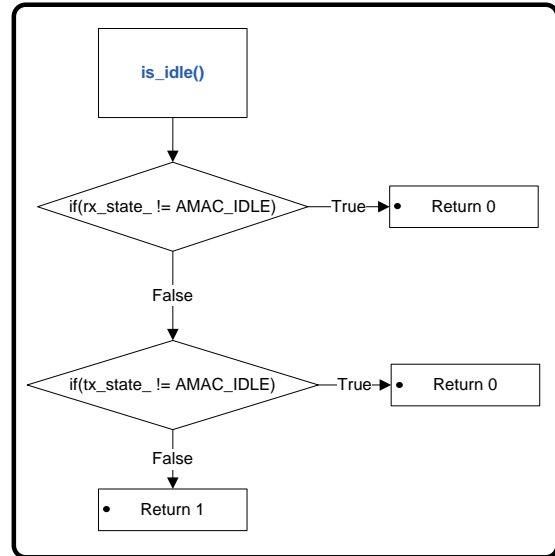 is_idle()
if(rx_state_ != AMAC_IDLE)
True
Return 0
False
if(tx_state_ != AMAC_IDLE)
True
Return 0
False
Return 1